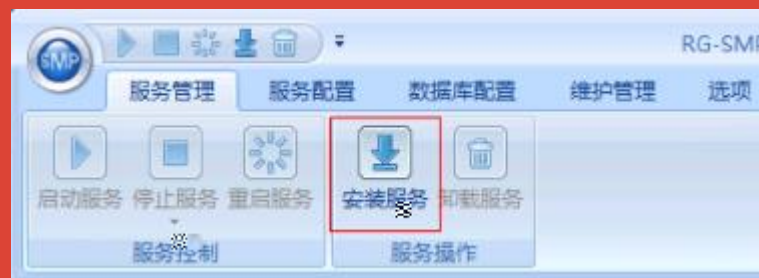 SMP
RG-SMP
服务管理 服务配置 数据库配置 维护管理 选项
启动服务 停止服务 重启服务 安装服务 卸载服务
服务控制 服务操作